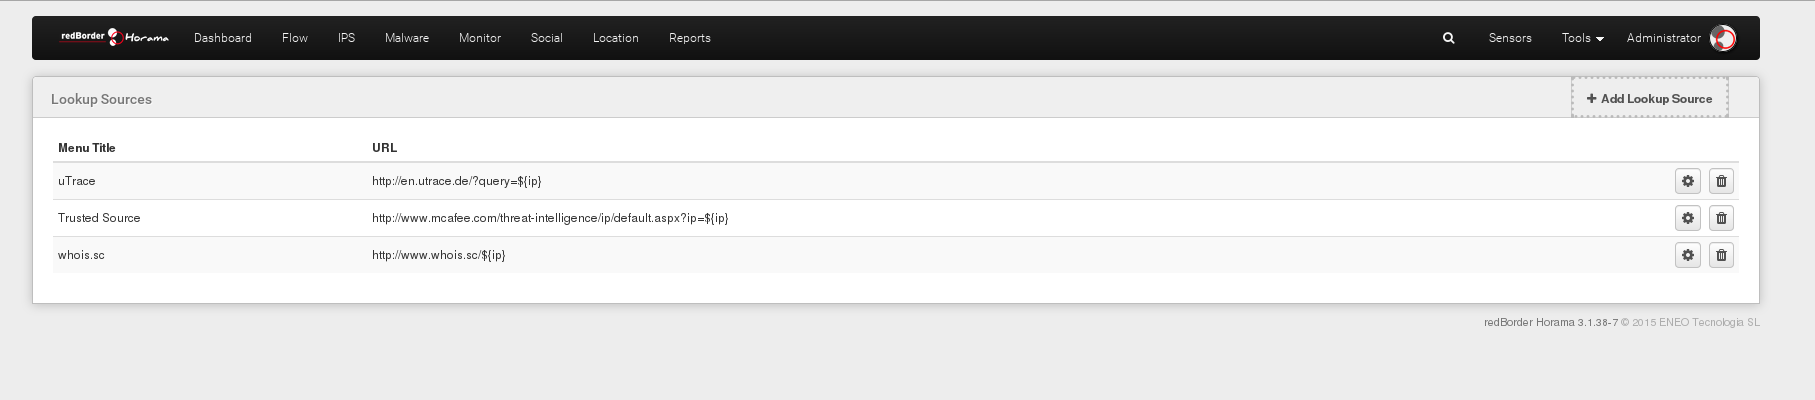 redBorder Horama Dashboard Flow IPS Malware Monitor Social Location Reports Sensors Tools Administrator
Lookup Sources + Add Lookup Source
Menu Title URL
uTrace http://en.utrace.de/?query=${ip}
Trusted Source http://www.mcafee.com/threat-intelligence/ip/default.aspx?ip=${ip}
whois.sc http://www.whois.sc/${ip}
redBorder Horama 3.1.38-7 © 2015 ENEO Tecnologia SL